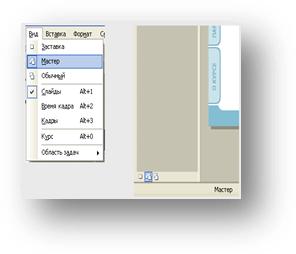 Вид Вставка Формат
Заставка
Мастер
Обычный
Слайды Alt+1
Время кадра Alt+2
Кадры Alt+3
Курс Alt+0
Область задач
О КУРСЕ
Мастер